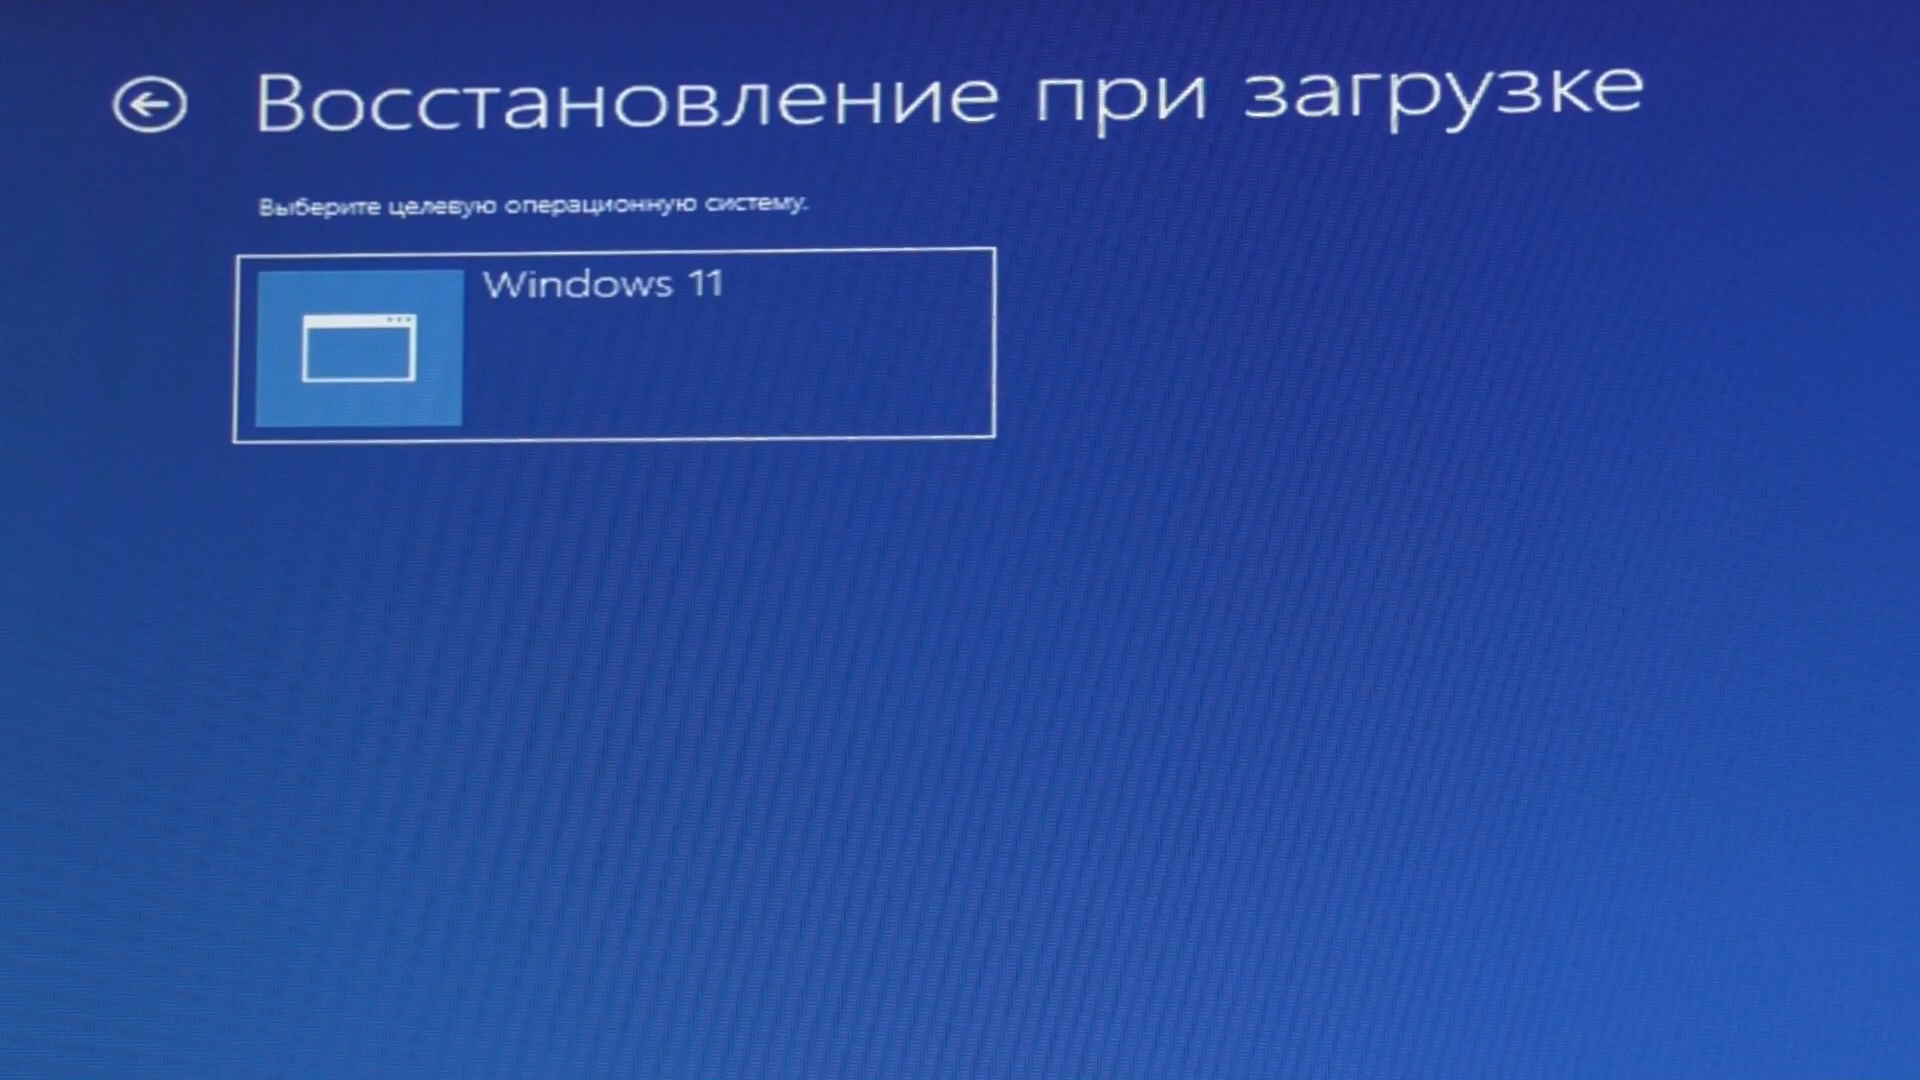 Восстановление при загрузке
Выберите целевую операционную систему.
Windows 11